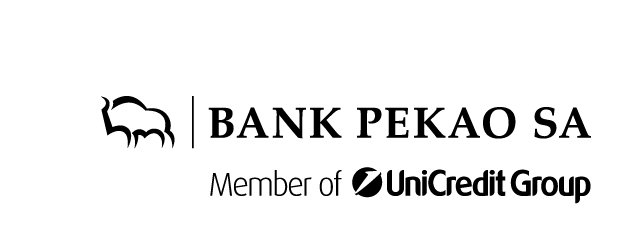 BANK PEKAO SA
Member of UniCredit Group